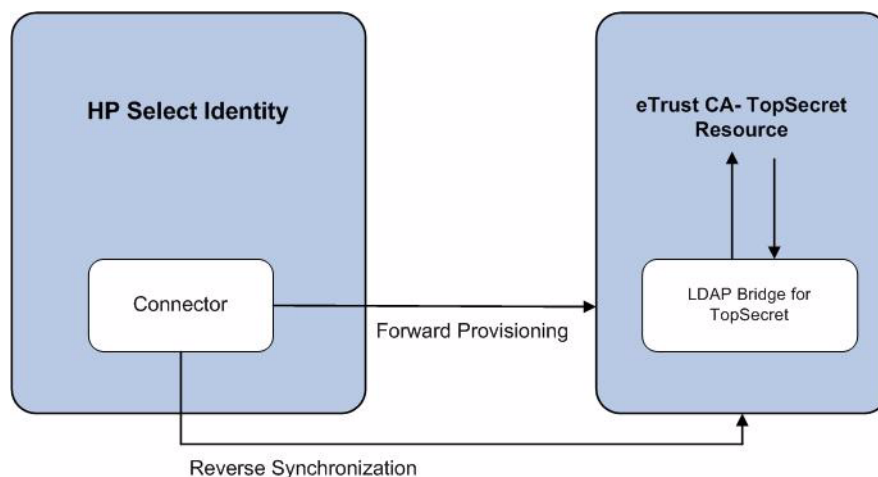 HP Select Identity
eTrust CA- TopSecret
Resource
Connector
LDAP Bridge for
TopSecret
Forward Provisioning
Reverse Synchronization